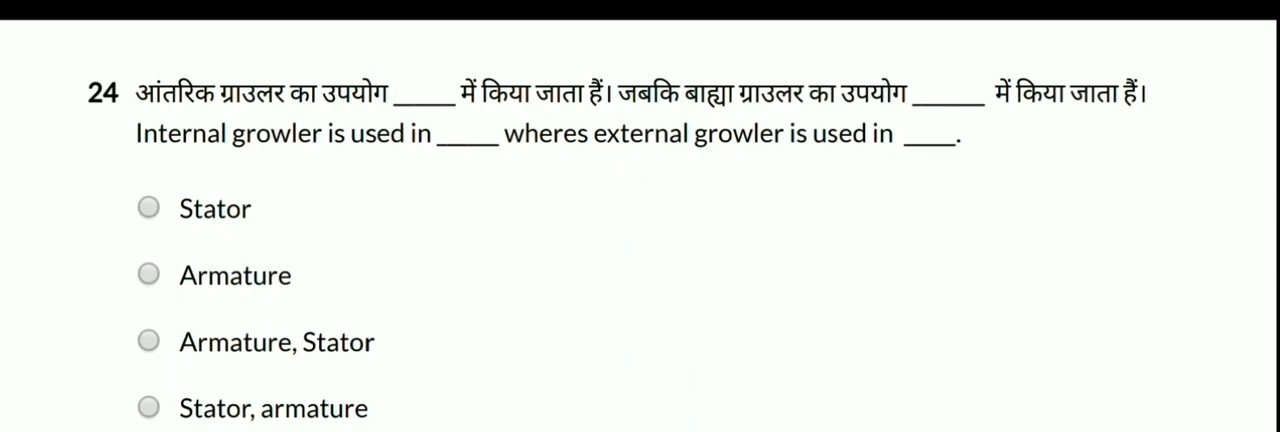 24 आंतरिक ग्राउलर का उपयोग _____ में किया जाता हैं। जबकि बाह्या ग्राउलर का उपयोग ______ में किया जाता हैं।
Internal growler is used in _____ wheres external growler is used in ____.
Stator
Armature
Armature, Stator
Stator, armature